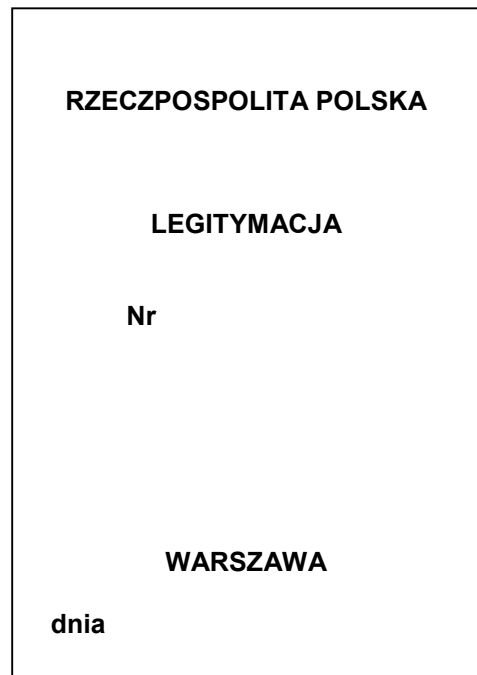 RZECZPOSPOLITA POLSKA
LEGITYMACJA
Nr
WARSZAWA
dnia